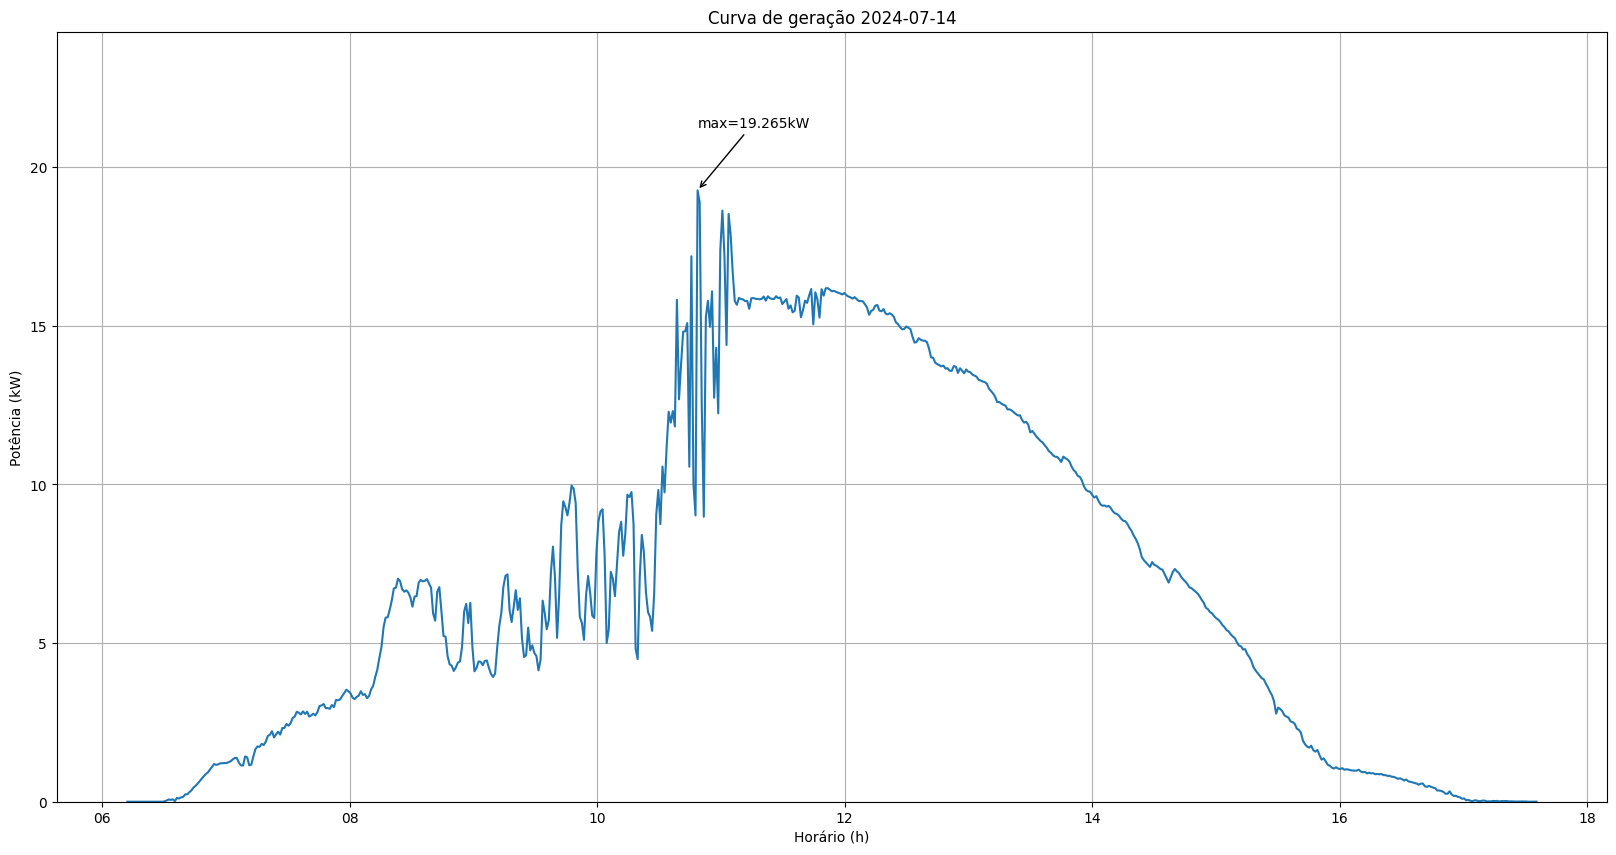 Curva de geração 2024-07-14
max=19.265kW
Potência (kW)
20
15
10
5
0
06 08 10 12 14 16 18
Horário (h)